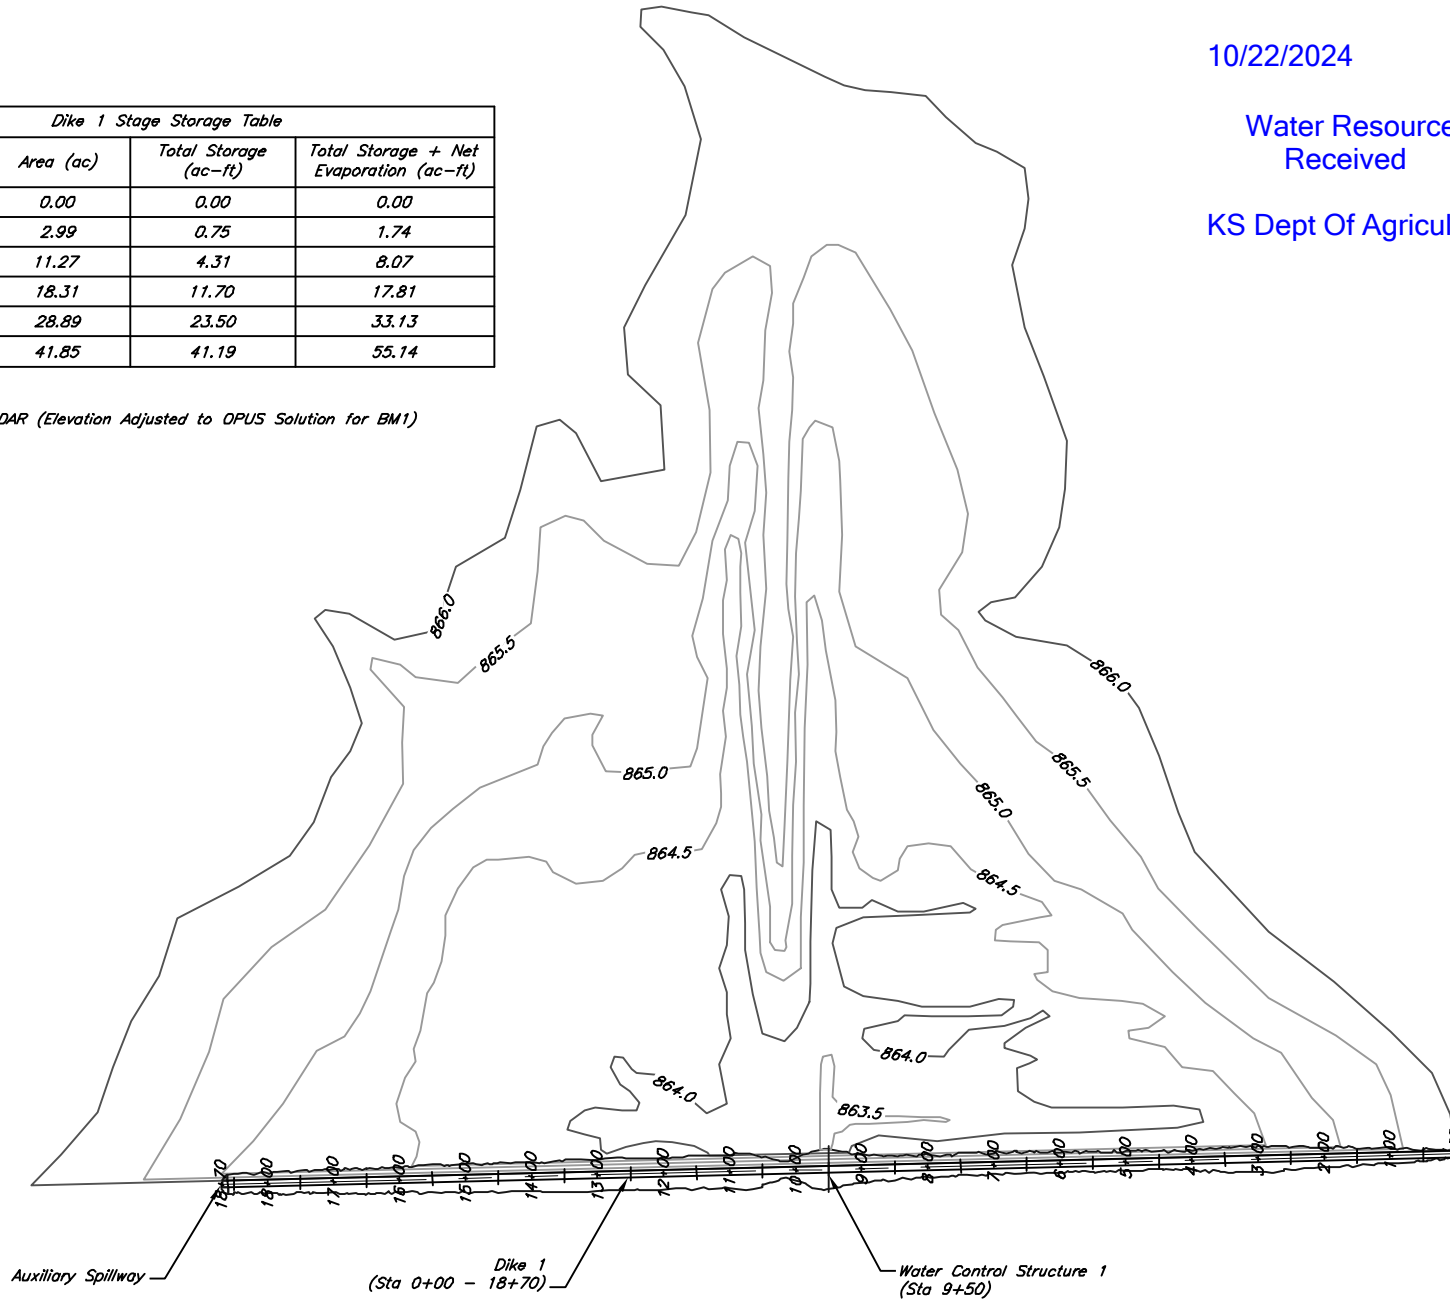 10/22/2024
Water Resource
Received
KS Dept Of Agricul
Dike 1 Stage Storage Table
Area (ac)
Total Storage
(ac-ft)
Total Storage + Net
Evaporation (ac-ft)
0.00 0.00 0.00
2.99 0.75 1.74
11.27 4.31 8.07
18.31 11.70 17.81
28.89 23.50 33.13
41.85 41.19 55.14
DAR (Elevation Adjusted to OPUS Solution for BM1)
866.0
865.5
866.0
865.5
865.0
865.0
864.5
864.5
864.0
864.0
863.5
18+70
18+00
17+00
16+00
15+00
14+00
13+00
12+00
11+00
10+00
9+00
8+00
7+00
6+00
5+00
4+00
3+00
2+00
1+00
Auxiliary Spillway
Dike 1
(Sta 0+00 - 18+70)
Water Control Structure 1
(Sta 9+50)